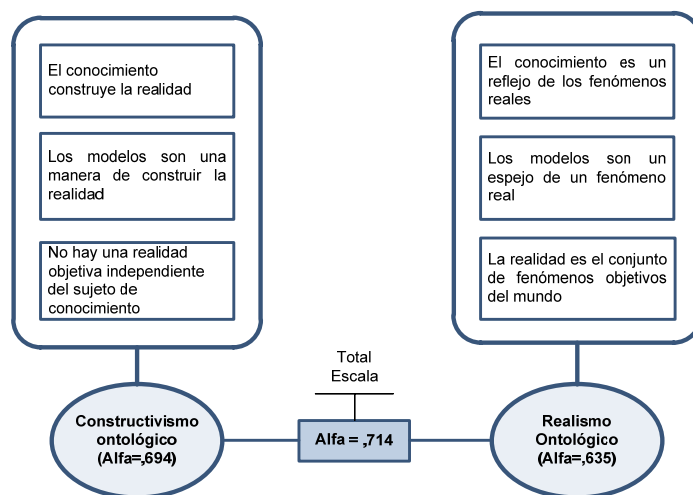 El conocimiento
construye la realidad
Los modelos son una
manera de construir la
realidad
No hay una realidad
objetiva independiente
del sujeto de
conocimiento
El conocimiento es un
reflejo de los fenómenos
reales
Los modelos son un
espejo de un fenómeno
real
La realidad es el conjunto
de fenómenos objetivos
del mundo
Total
Escala
Constructivismo
ontológico
(Alfa=,694)
Alfa = ,714
Realismo
Ontológico
(Alfa=,635)